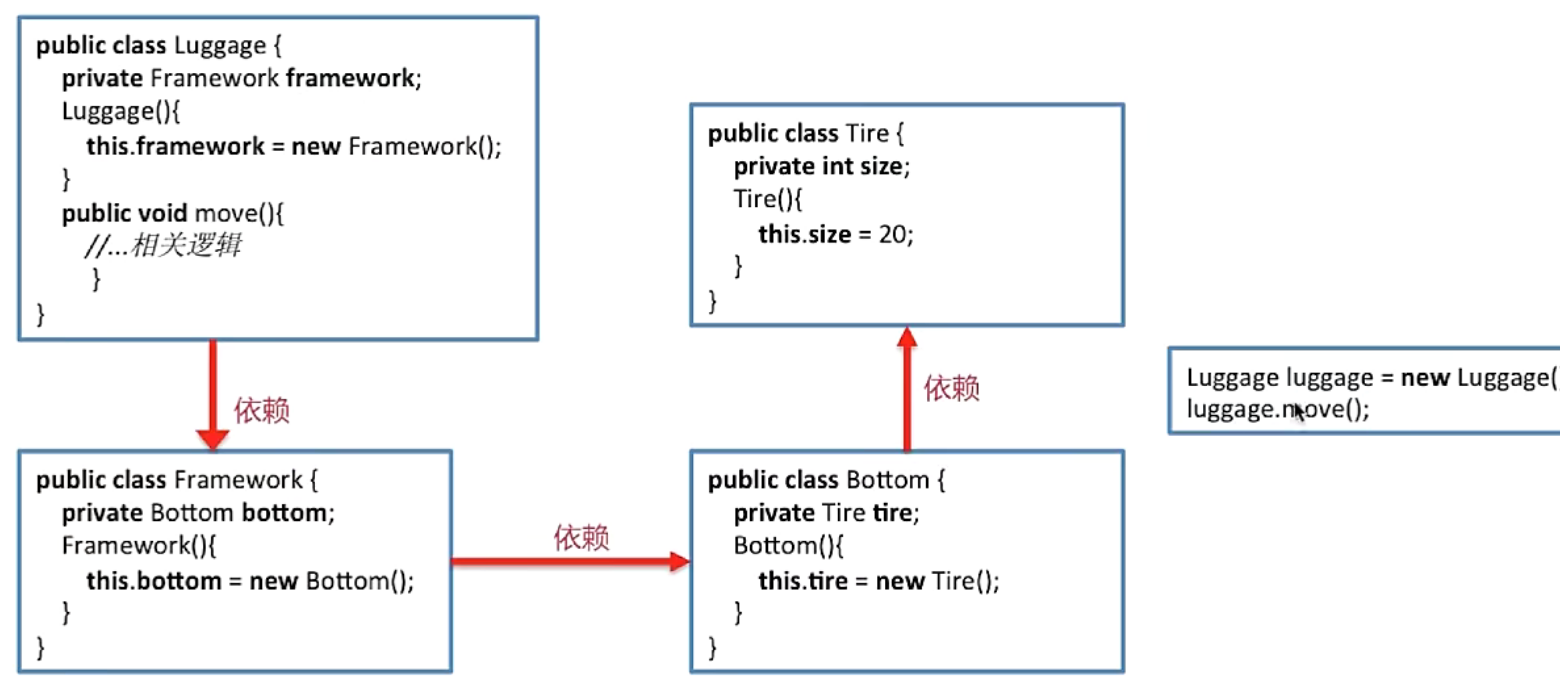 public class Luggage {
private Framework framework;
Luggage(){
this.framework = new Framework();
}
public void move(){
//...相关逻辑
}
}
依赖
public class Framework {
private Bottom bottom;
Framework(){
this.bottom = new Bottom();
}
}
依赖
public class Bottom {
private Tire tire;
Bottom(){
this.tire = new Tire();
}
}
依赖
public class Tire {
private int size;
Tire(){
this.size = 20;
}
}
Luggage luggage = new Luggage(
luggage.move();